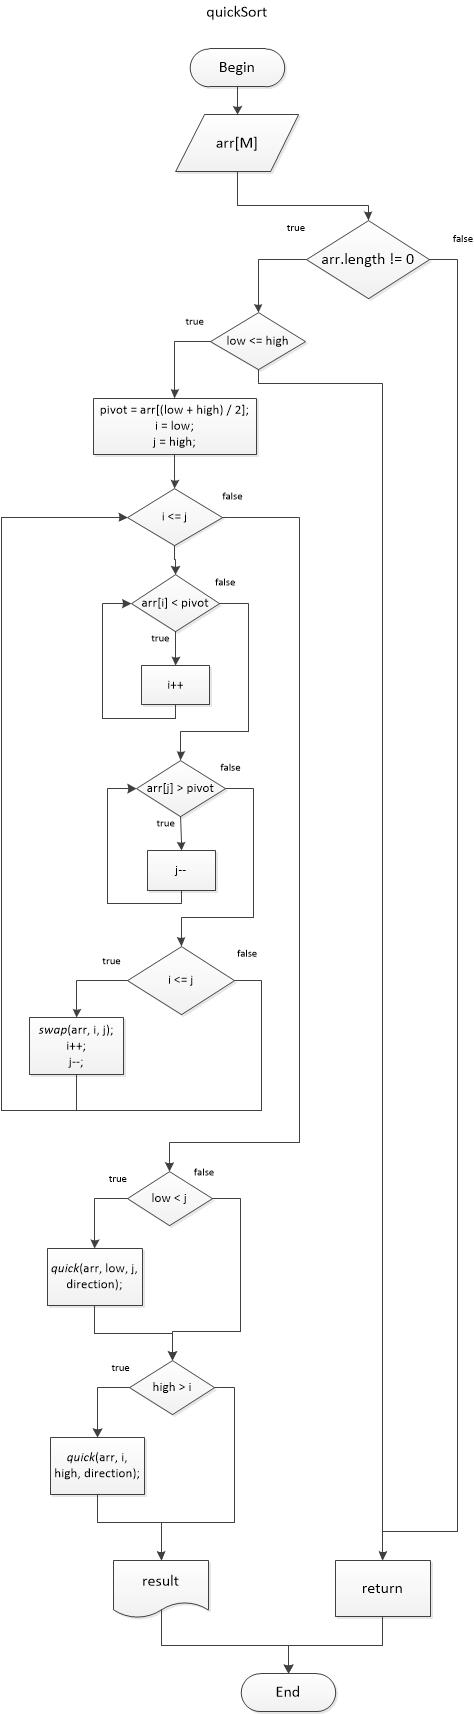 quickSort
Begin
arr[M]
true
false
arr.length != 0
true
low <= high
pivot = arr[(low + high) / 2];
i = low;
j = high;
false
i <= j
false
arr[i] < pivot
true
i++
false
arr[j] > pivot
true
j--
true
false
i <= j
swap(arr, i, j);
i++;
j--;
true
false
low < j
quick(arr, low, j,
direction);
true
high > i
quick(arr, i,
high, direction);
result
return
End